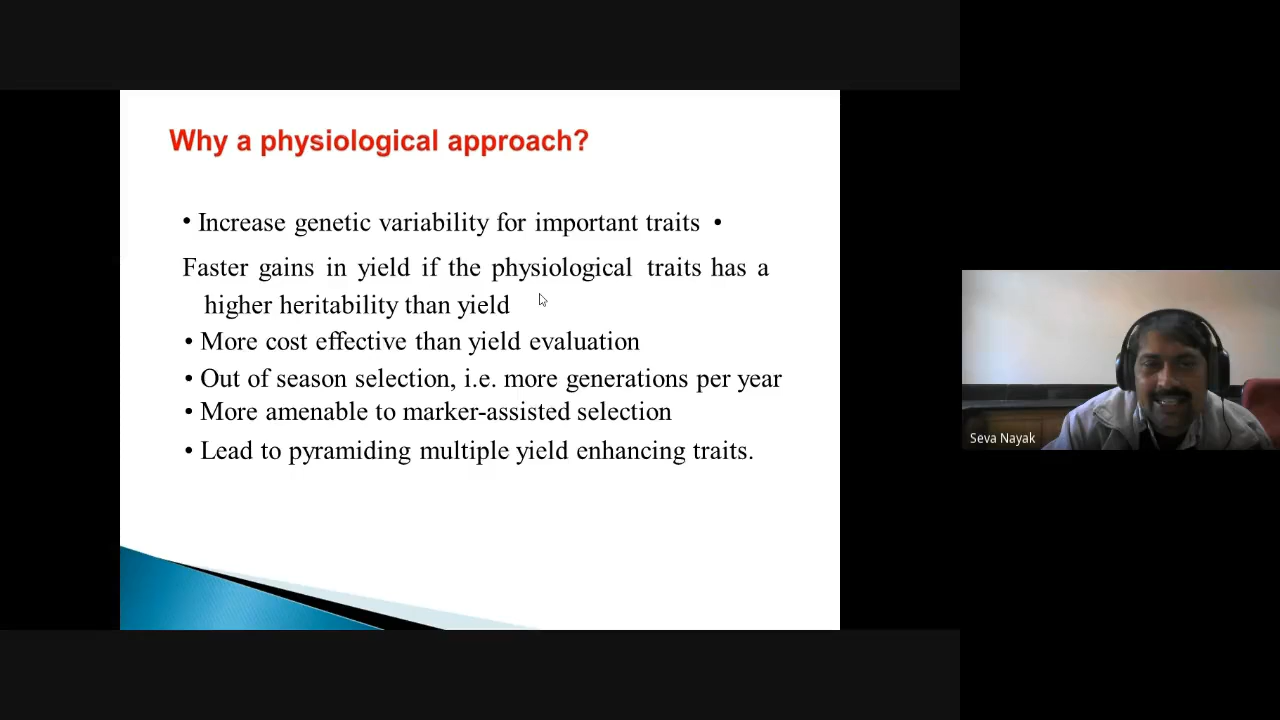 Why a physiological approach?
• Increase genetic variability for important traits •
Faster gains in yield if the physiological traits has a
higher heritability than yield
• More cost effective than yield evaluation
• Out of season selection, i.e. more generations per year
• More amenable to marker-assisted selection
• Lead to pyramiding multiple yield enhancing traits.
Seva Nayak